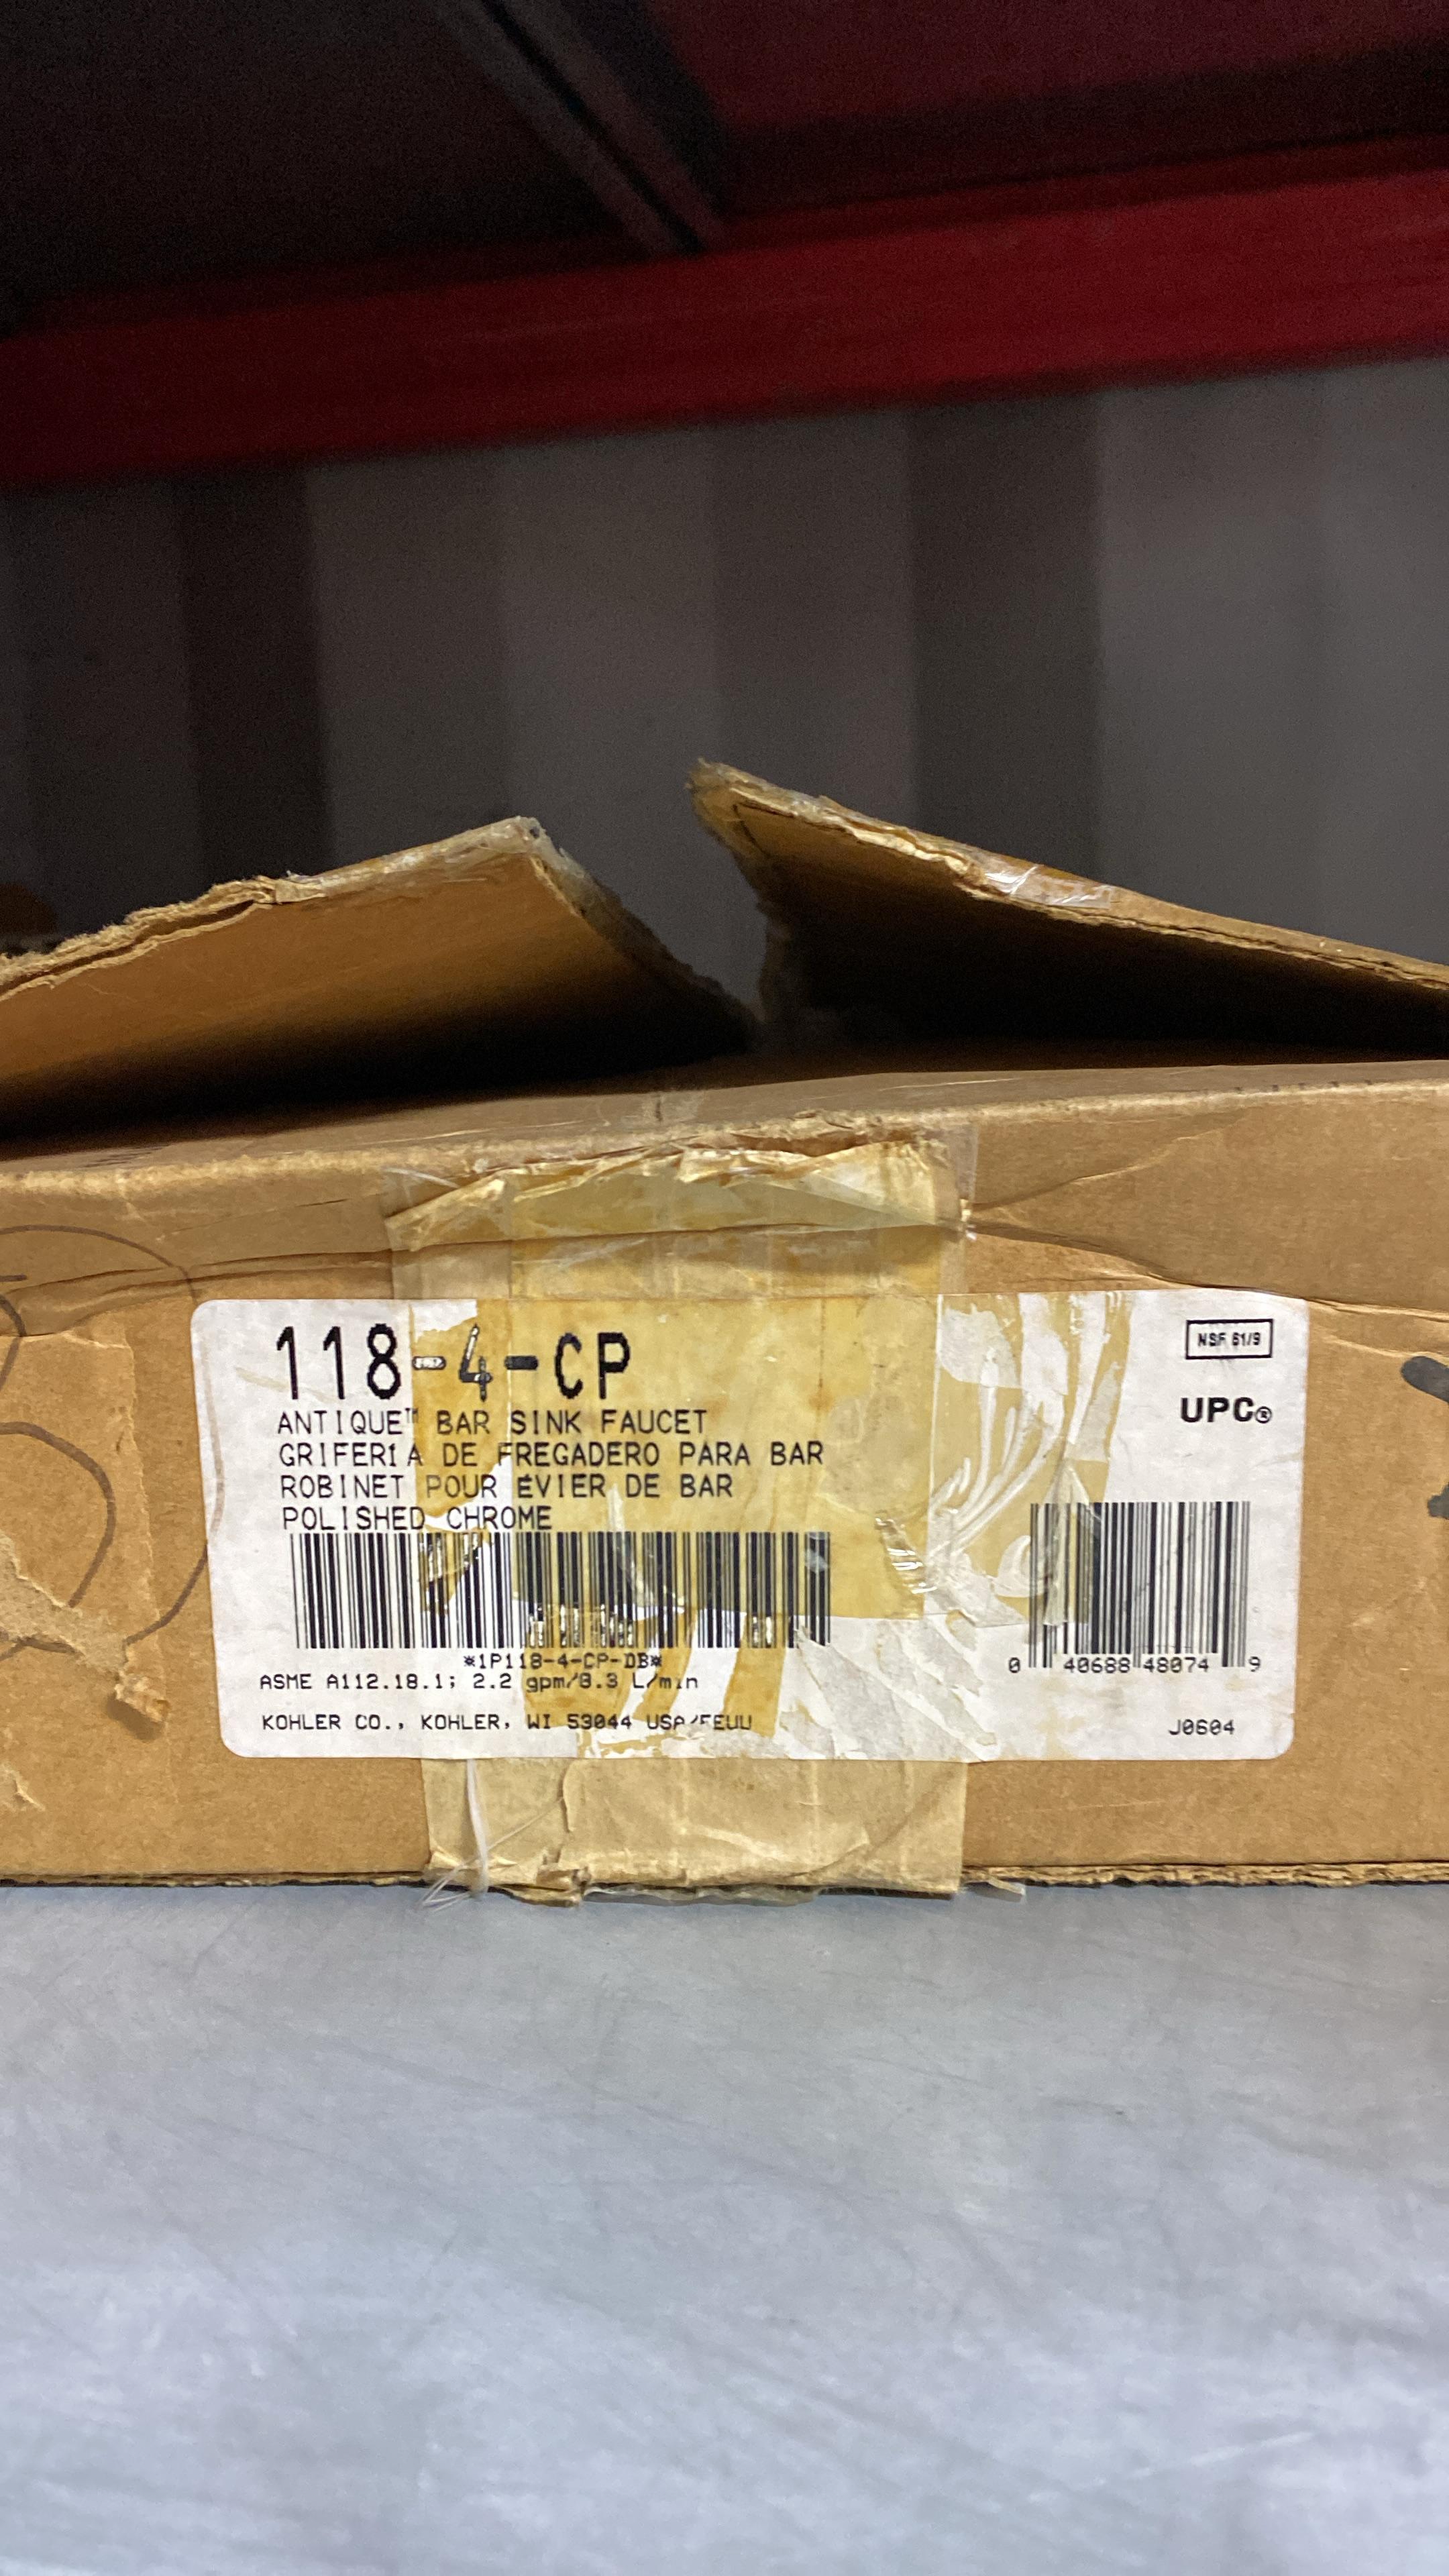 118-4-CP
NSF 61/9
UPC®
ANTIQUE™ BAR SINK FAUCET
GRIFERIA DE FREGADERO PARA BAR
ROBINET POUR ÉVIER DE BAR
POLISHED CHROME
*1P118-4-CP-DB*
0 40688 48074 9
ASME A112.18.1; 2.2 gpm/8.3 L/min
KOHLER CO., KOHLER, WI 53044 USA/EEUU
J0604